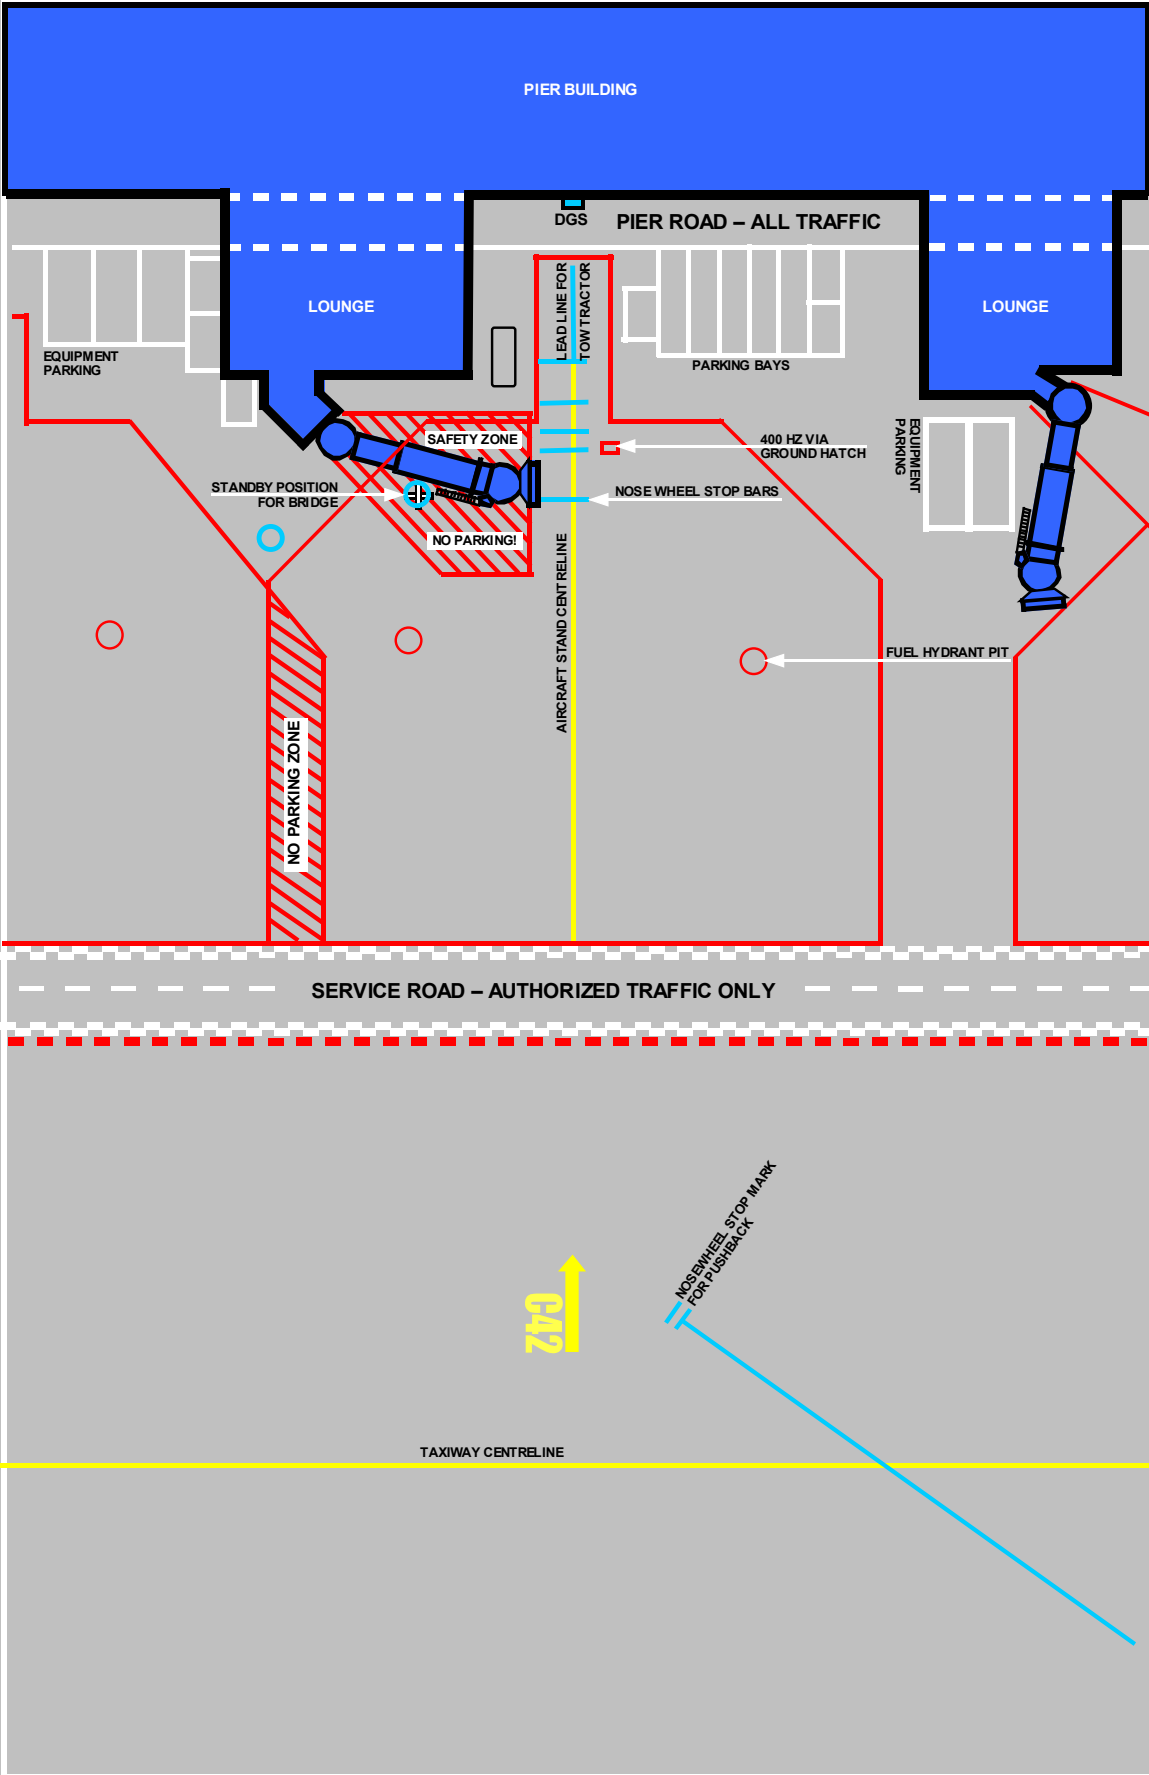 PIER BUILDING
DGS
PIER ROAD – ALL TRAFFIC
LOUNGE
LOUNGE
LEAD LINE FOR
TOW TRACTOR
EQUIPMENT
PARKING
PARKING BAYS
SAFETY ZONE
400 HZ VIA
GROUND HATCH
EQUIPMENT
PARKING
STANDBY POSITION
FOR BRIDGE
NOSE WHEEL STOP BARS
NO PARKING!
AIRCRAFT STAND CENTRELINE
FUEL HYDRANT PIT
NO PARKING ZONE
SERVICE ROAD – AUTHORIZED TRAFFIC ONLY
NOSEWHEEL STOP MARK
FOR PUSHBACK
C42
TAXIWAY CENTRELINE